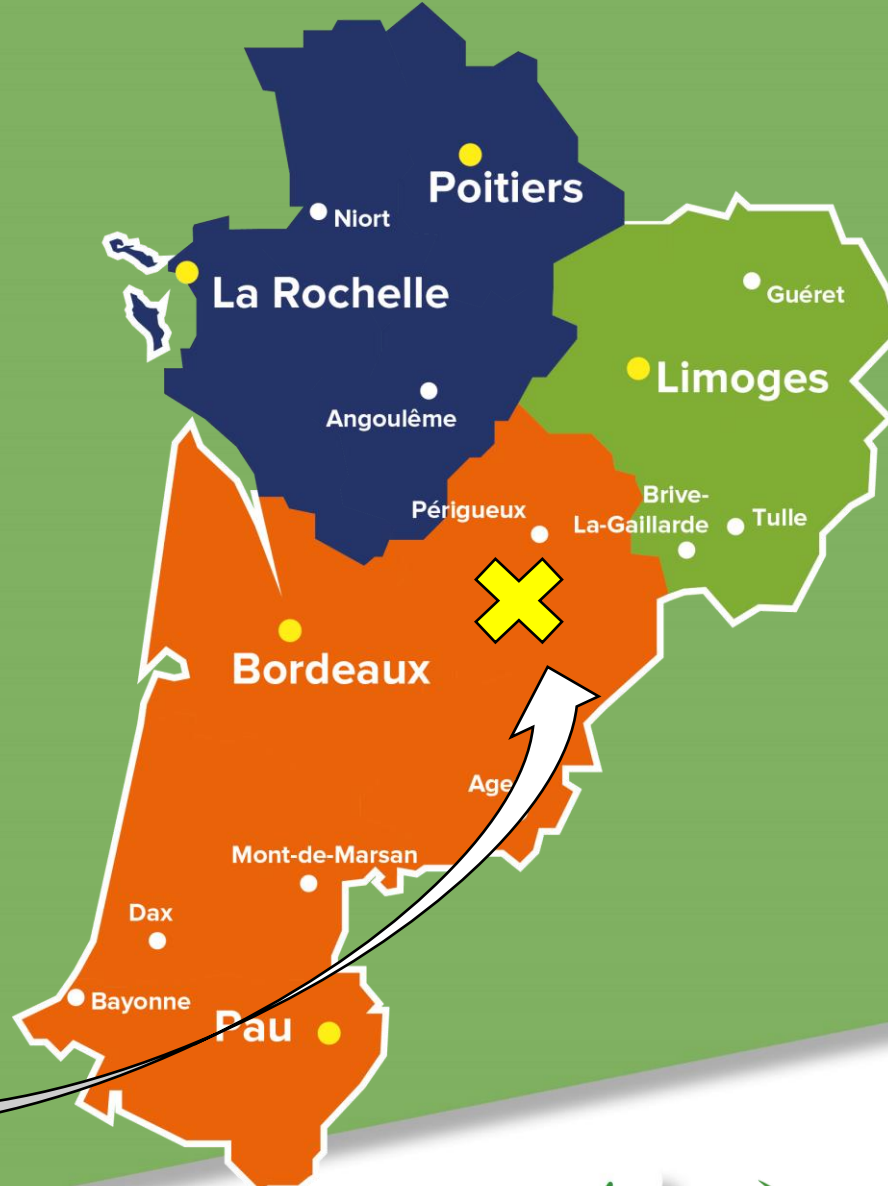 Poitiers
Niort
La Rochelle
Guéret
Limoges
Angoulême
Périgueux
Brive-
La-Gaillarde
Tulle
Bordeaux
Mont-de-Marsan
Dax
Bayonne
Pau